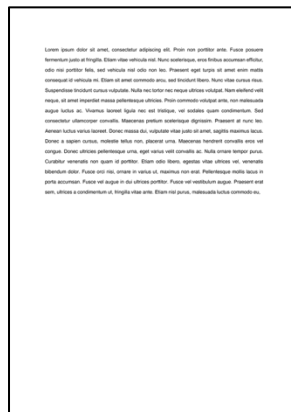 Lorem ipsum dolor sit amet, consectetur adipiscing elit. Proin non porttitor ante. Fusce posuere
fermentum justo at fringilla. Etiam vitae vehicula nisl. Nunc scelerisque, eros finibus accumsan efficitur,
odio nisi porttitor felis, sed vehicula nisl odio non leo. Praesent eget turpis sit amet enim mattis
consequat id vehicula mi. Etiam sit amet commodo arcu, sed tincidunt libero. Nunc vitae cursus risus.
Suspendisse tincidunt cursus vulputate. Nulla nec tortor nec neque ultrices volutpat. Nam eleifend velit
neque, sit amet imperdiet massa pellentesque ultrices. Proin commodo volutpat ante, non malesuada
augue luctus ac. Vivamus laoreet ligula nec est tristique, vel sodales quam condimentum. Sed
consectetur ullamcorper convallis. Maecenas pretium scelerisque dignissim. Praesent at nunc leo.
Aenean luctus varius laoreet. Donec massa dui, vulputate vitae justo sit amet, sagittis maximus lacus.
Donec a sapien cursus, molestie tellus non, placerat urna. Maecenas hendrerit convallis eros vel
congue. Donec ultricies pellentesque urna, eget varius velit convallis ac. Nulla ornare tempor purus.
Curabitur venenatis non quam id porttitor. Etiam odio libero, egestas vitae ultrices vel, venenatis
bibendum dolor. Fusce orci nisi, ornare in varius ut, maximus non erat. Pellentesque mollis lacus in
porta accumsan. Fusce vel augue in dui ultrices porttitor. Fusce vel vestibulum augue. Praesent erat
sem, ultrices a condimentum ut, fringilla vitae ante. Etiam nisl purus, malesuada luctus commodo eu,